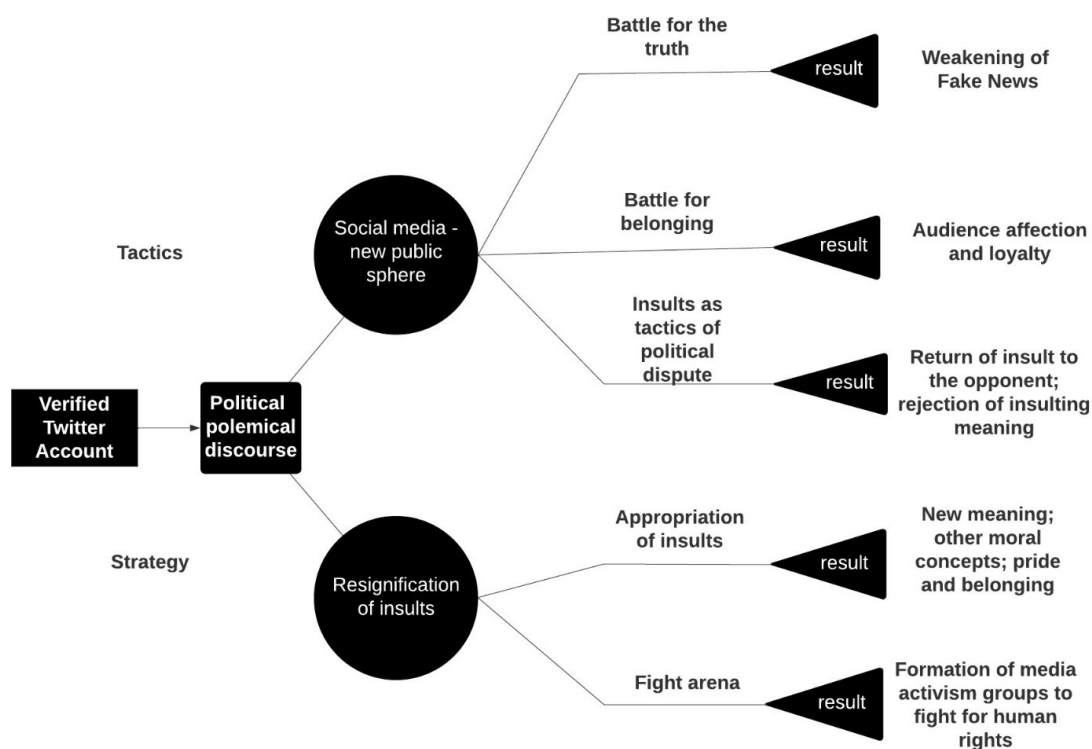 Battle for the
truth
result
Weakening of
Fake News
Tactics
Social media -
new public
sphere
Battle for
belonging
result
Audience affection
and loyalty
Insults as
tactics of
political
dispute
result
Return of insult to
the opponent;
rejection of insulting
meaning
Verified
Twitter
Account
Political
polemical
discourse
Strategy
Resignification
of insults
Appropriation
of insults
result
New meaning;
other moral
concepts; pride
and belonging
Fight arena
result
Formation of media
activism groups to
fight for human
rights